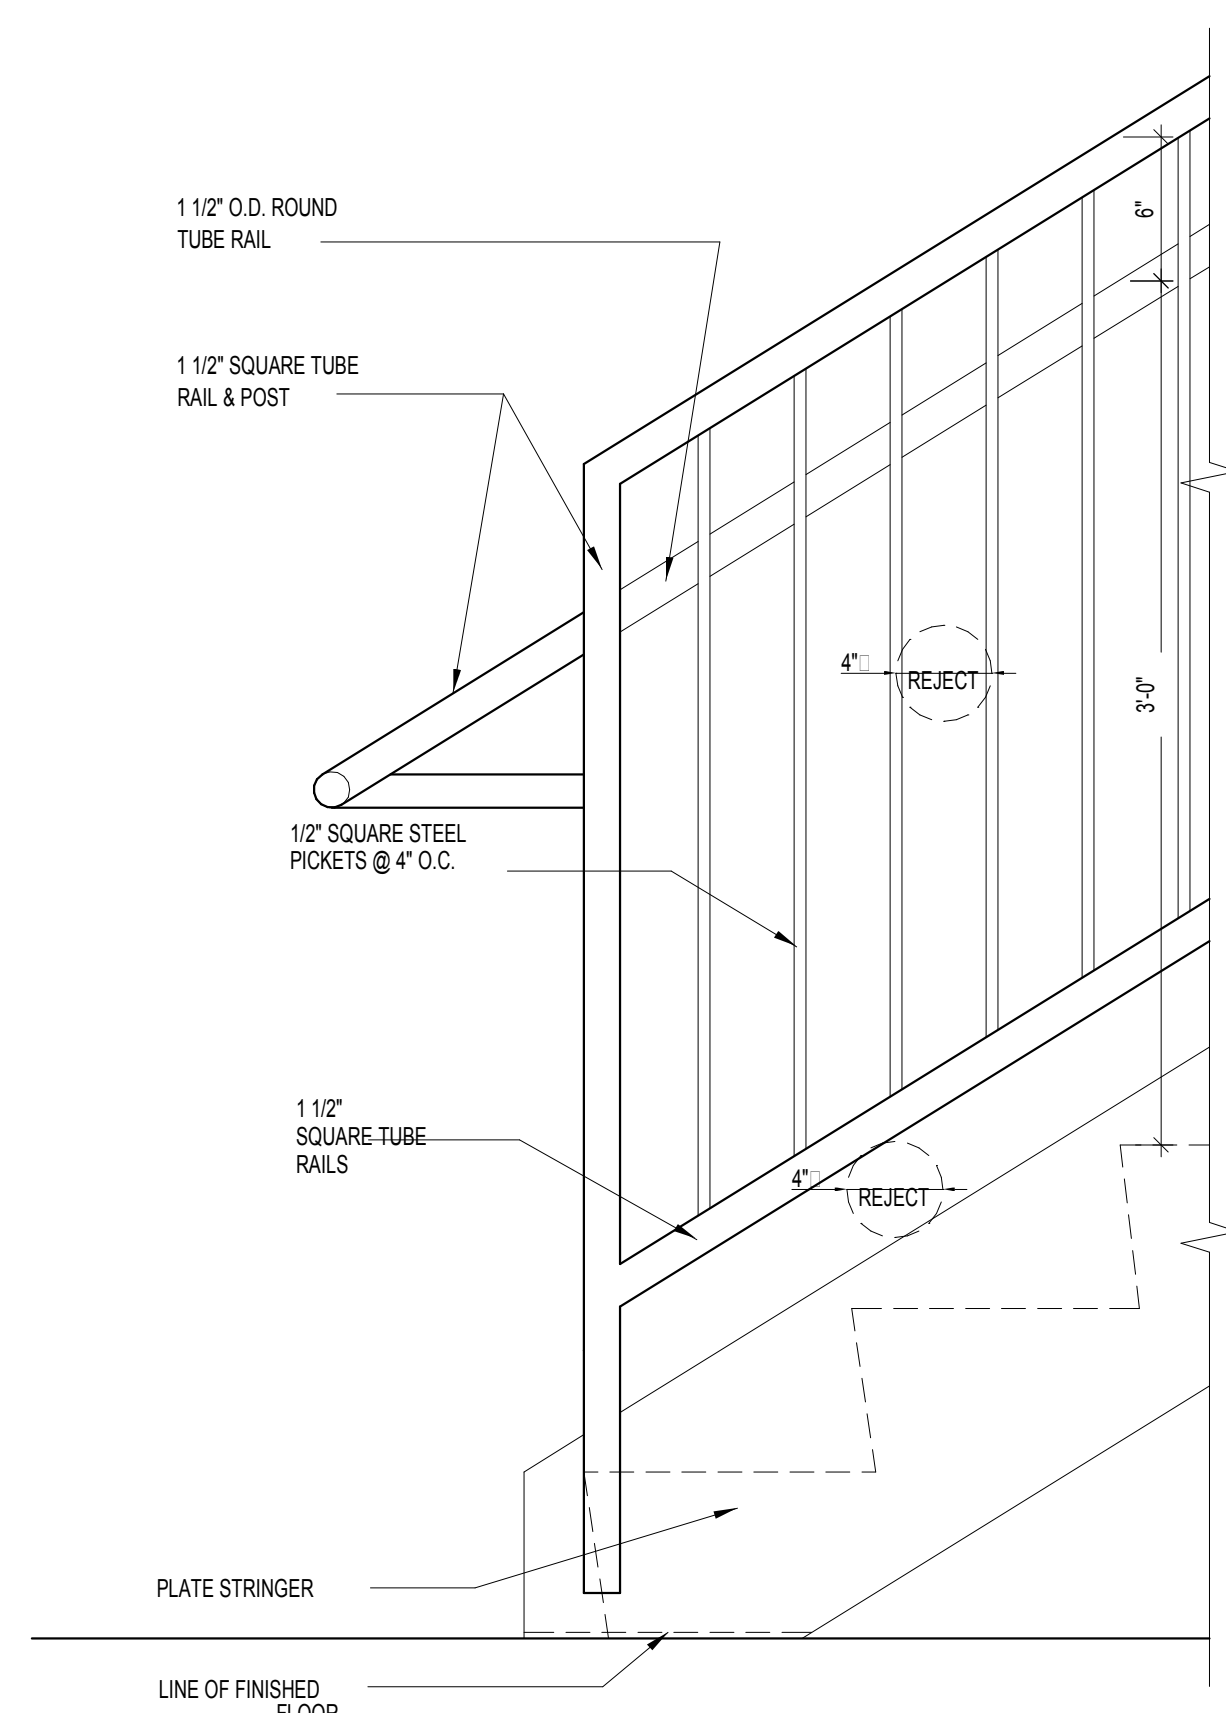 1 1/2" O.D. ROUND
TUBE RAIL
6"
1 1/2" SQUARE TUBE
RAIL & POST
4"□
REJECT
3'-0"
1/2" SQUARE STEEL
PICKETS @ 4" O.C.
1 1/2"
SQUARE TUBE
RAILS
4"□
REJECT
PLATE STRINGER
LINE OF FINISHED
FLOOR